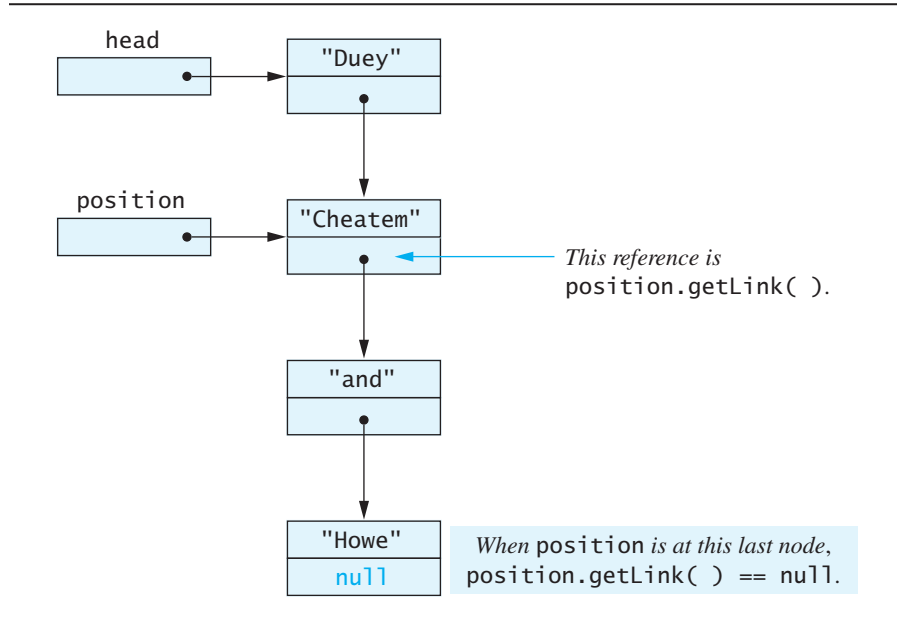 head
"Duey"
position
"Cheatem"
This reference is
position.getLink( ).
"and"
"Howe"
null
When position is at this last node,
position.getLink( ) == null.